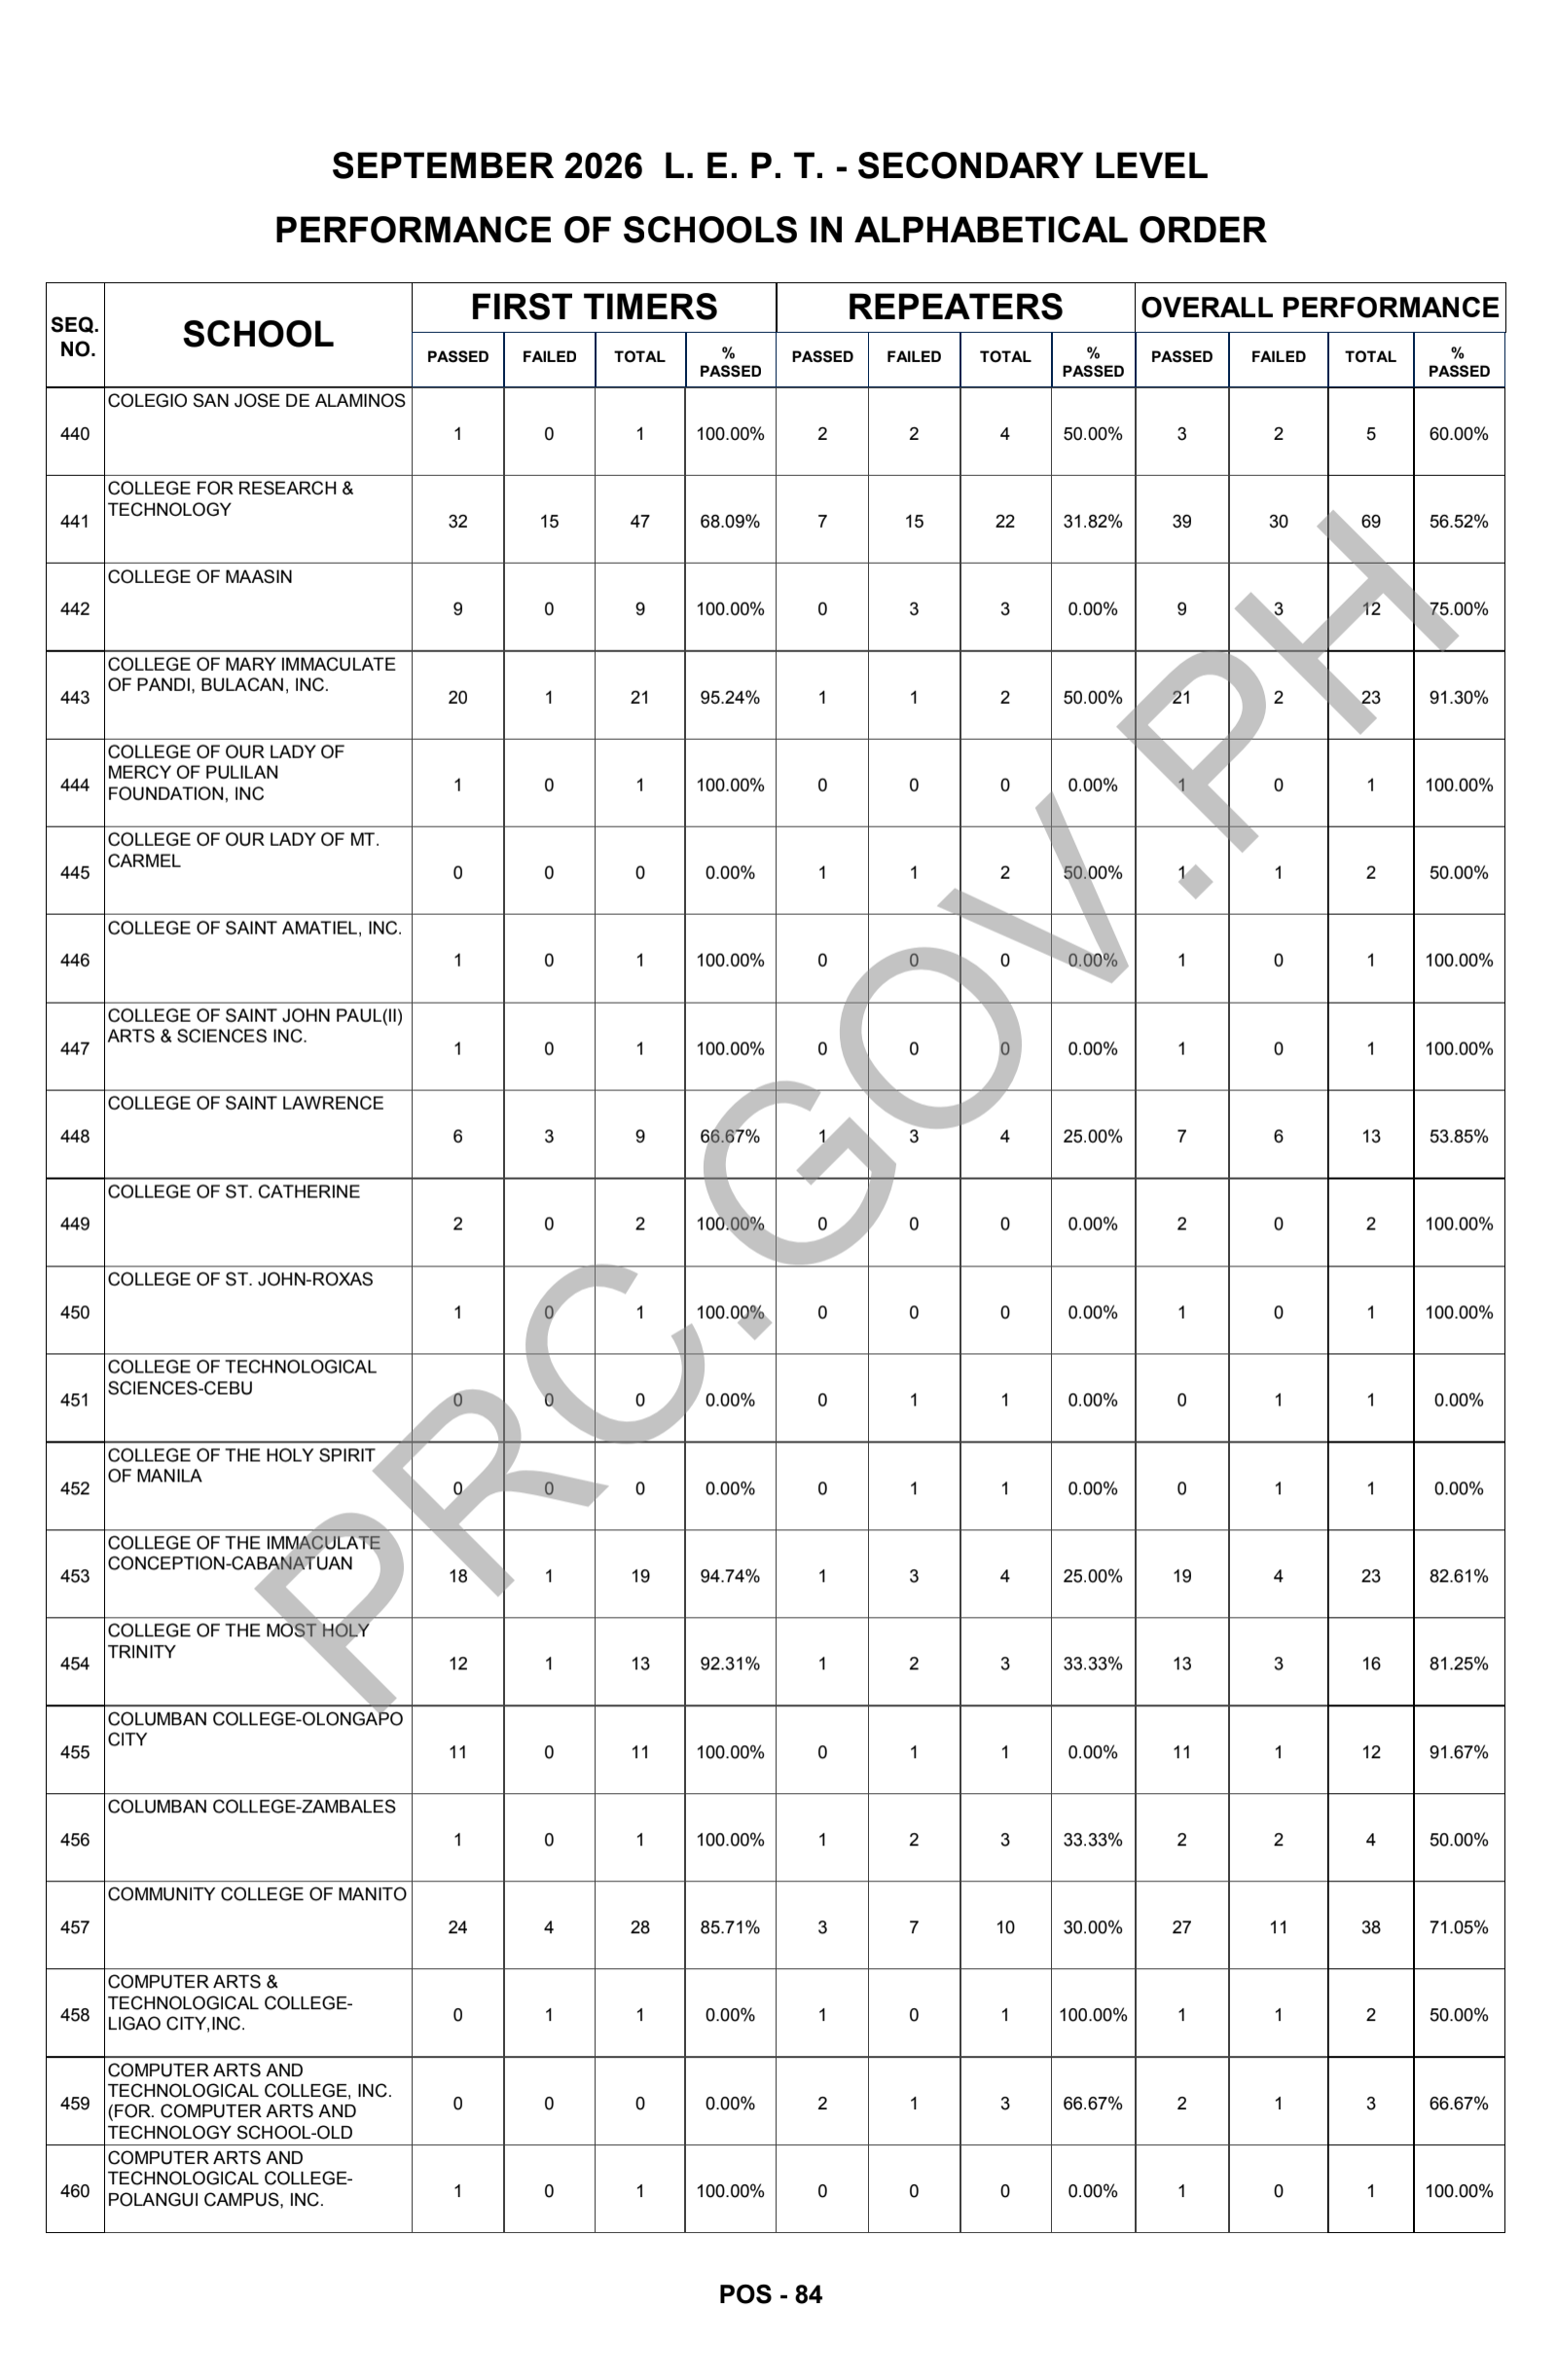 SEPTEMBER 2026 L. E. P. T. - SECONDARY LEVEL
PERFORMANCE OF SCHOOLS IN ALPHABETICAL ORDER
SEQ. NO. SCHOOL FIRST TIMERS REPEATERS OVERALL PERFORMANCE
PASSED FAILED TOTAL % PASSED PASSED FAILED TOTAL % PASSED PASSED FAILED TOTAL % PASSED
COLEGIO SAN JOSE DE ALAMINOS
440 1 0 1 100.00% 2 2 4 50.00% 3 2 5 60.00%
COLLEGE FOR RESEARCH &
TECHNOLOGY
441 32 15 47 68.09% 7 15 22 31.82% 39 30 69 56.52%
COLLEGE OF MAASIN
442 9 0 9 100.00% 0 3 3 0.00% 9 3 12 75.00%
COLLEGE OF MARY IMMACULATE
OF PANDI, BULACAN, INC.
443 20 1 21 95.24% 1 1 2 50.00% 21 2 23 91.30%
COLLEGE OF OUR LADY OF
MERCY OF PULILAN
FOUNDATION, INC
444 1 0 1 100.00% 0 0 0 0.00% 1 0 1 100.00%
COLLEGE OF OUR LADY OF MT.
CARMEL
445 0 0 0 0.00% 1 1 2 50.00% 1 1 2 50.00%
COLLEGE OF SAINT AMATIEL, INC.
446 1 0 1 100.00% 0 0 0 0.00% 1 0 1 100.00%
COLLEGE OF SAINT JOHN PAUL(II)
ARTS & SCIENCES INC.
447 1 0 1 100.00% 0 0 0 0.00% 1 0 1 100.00%
COLLEGE OF SAINT LAWRENCE
448 6 3 9 66.67% 1 3 4 25.00% 7 6 13 53.85%
COLLEGE OF ST. CATHERINE
449 2 0 2 100.00% 0 0 0 0.00% 2 0 2 100.00%
COLLEGE OF ST. JOHN-ROXAS
450 1 0 1 100.00% 0 0 0 0.00% 1 0 1 100.00%
COLLEGE OF TECHNOLOGICAL
SCIENCES-CEBU
451 0 0 0 0.00% 0 1 1 0.00% 0 1 1 0.00%
COLLEGE OF THE HOLY SPIRIT
OF MANILA
452 0 0 0 0.00% 0 1 1 0.00% 0 1 1 0.00%
COLLEGE OF THE IMMACULATE
CONCEPTION-CABANATUAN
453 18 1 19 94.74% 1 3 4 25.00% 19 4 23 82.61%
COLLEGE OF THE MOST HOLY
TRINITY
454 12 1 13 92.31% 1 2 3 33.33% 13 3 16 81.25%
COLUMBAN COLLEGE-OLONGAPO
CITY
455 11 0 11 100.00% 0 1 1 0.00% 11 1 12 91.67%
COLUMBAN COLLEGE-ZAMBALES
456 1 0 1 100.00% 1 2 3 33.33% 2 2 4 50.00%
COMMUNITY COLLEGE OF MANITO
457 24 4 28 85.71% 3 7 10 30.00% 27 11 38 71.05%
COMPUTER ARTS &
TECHNOLOGICAL COLLEGE-
LIGAO CITY,INC.
458 0 1 1 0.00% 1 0 1 100.00% 1 1 2 50.00%
COMPUTER ARTS AND
TECHNOLOGICAL COLLEGE, INC.
(FOR. COMPUTER ARTS AND
TECHNOLOGY SCHOOL-OLD
459 0 0 0 0.00% 2 1 3 66.67% 2 1 3 66.67%
COMPUTER ARTS AND
TECHNOLOGICAL COLLEGE-
POLANGUI CAMPUS, INC.
460 1 0 1 100.00% 0 0 0 0.00% 1 0 1 100.00%
PRC.GOV.PH
POS - 84